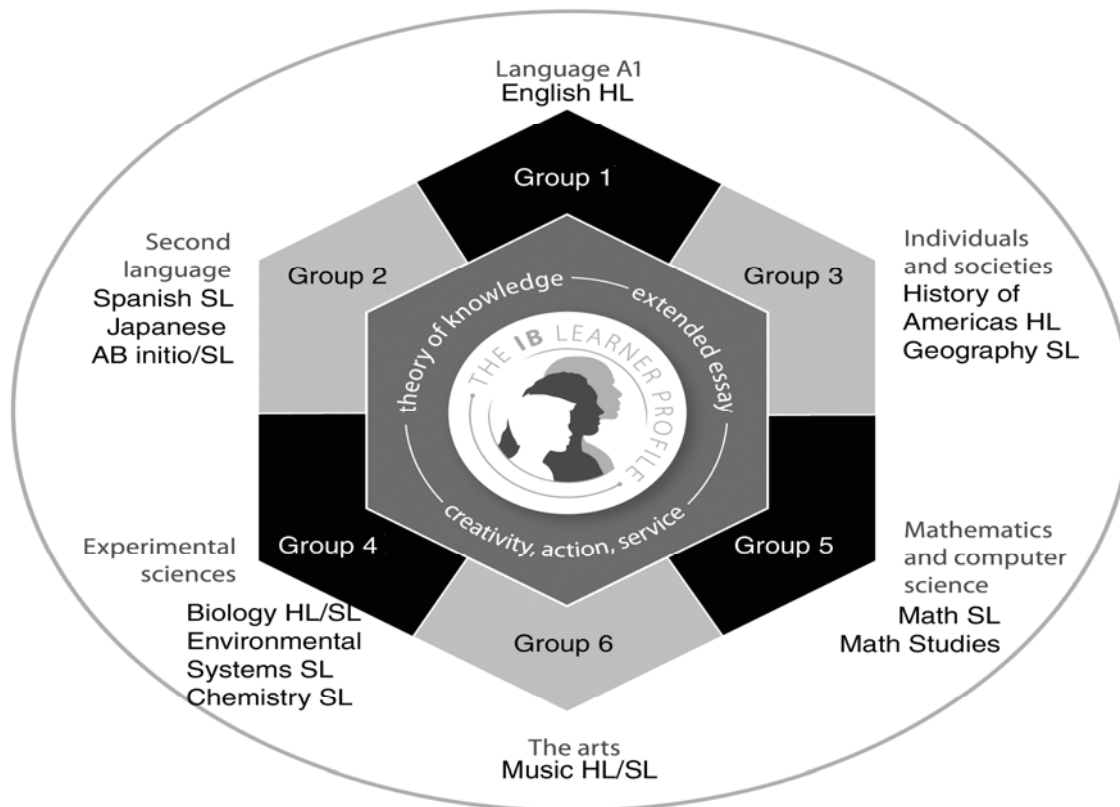 Language A1
English HL
Group 1
Second
language
Spanish SL
Japanese
AB initio/SL
Group 2
Group 3
Individuals
and societies
History of
Americas HL
Geography SL
theory of knowledge
extended essay
creativity, action, service
THE IB LEARNER PROFILE
Experimental
sciences
Biology HL/SL
Environmental
Systems SL
Chemistry SL
Group 4
Group 5
Mathematics
and computer
science
Math SL
Math Studies
Group 6
The arts
Music HL/SL